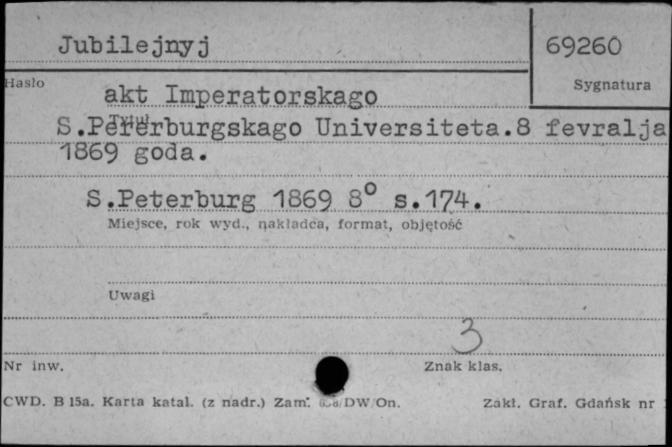 Jubilejnyj
69260
Hasło
Sygnatura
akt Imperatorskago
Tytuł
S.Peterburgskago Universiteta.8 fevralja
1869 goda.
S.Peterburg 1869 8° s.174.
Miejsce, rok wyd., nakładca, format, objętość
Uwagi
3
Nr inw.
Znak klas.
CWD. B 15a. Karta katal. (z nadr.) Zam. DW/On.
Zakł. Graf. Gdańsk nr